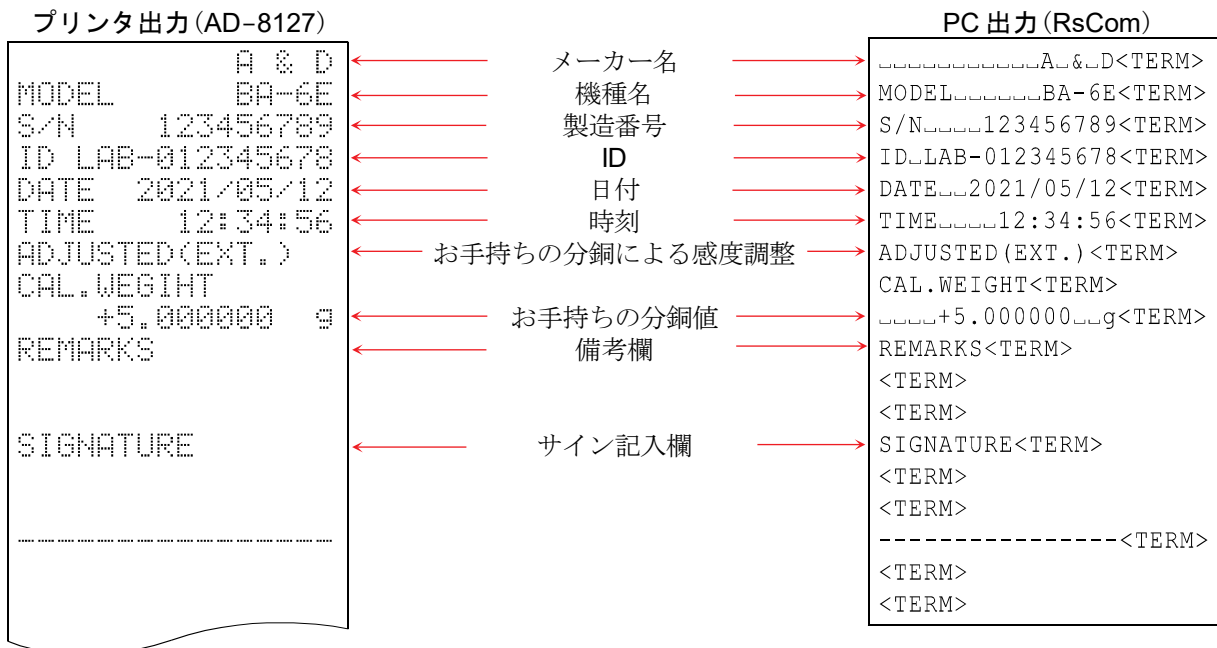 プリンタ出力(AD-8127)
A & D
MODEL BA-6E
S/N 123456789
ID LAB-012345678
DATE 2021/05/12
TIME 12:34:56
ADJUSTED(EXT.)
CAL.WEGIHT
+5.000000 g
REMARKS
SIGNATURE
----------------
メーカー名
機種名
製造番号
ID
日付
時刻
お手持ちの分銅による感度調整
お手持ちの分銅値
備考欄
サイン記入欄
PC 出力(RsCom)
␣␣␣␣␣␣␣␣␣␣␣A␣&␣D<TERM>
MODEL␣␣␣␣␣␣BA-6E<TERM>
S/N␣␣␣␣123456789<TERM>
ID␣LAB-012345678<TERM>
DATE␣␣2021/05/12<TERM>
TIME␣␣␣␣12:34:56<TERM>
ADJUSTED(EXT.)<TERM>
CAL.WEIGHT<TERM>
␣␣␣␣+5.000000␣␣g<TERM>
REMARKS<TERM>
<TERM>
<TERM>
SIGNATURE<TERM>
<TERM>
<TERM>
----------------<TERM>
<TERM>
<TERM>